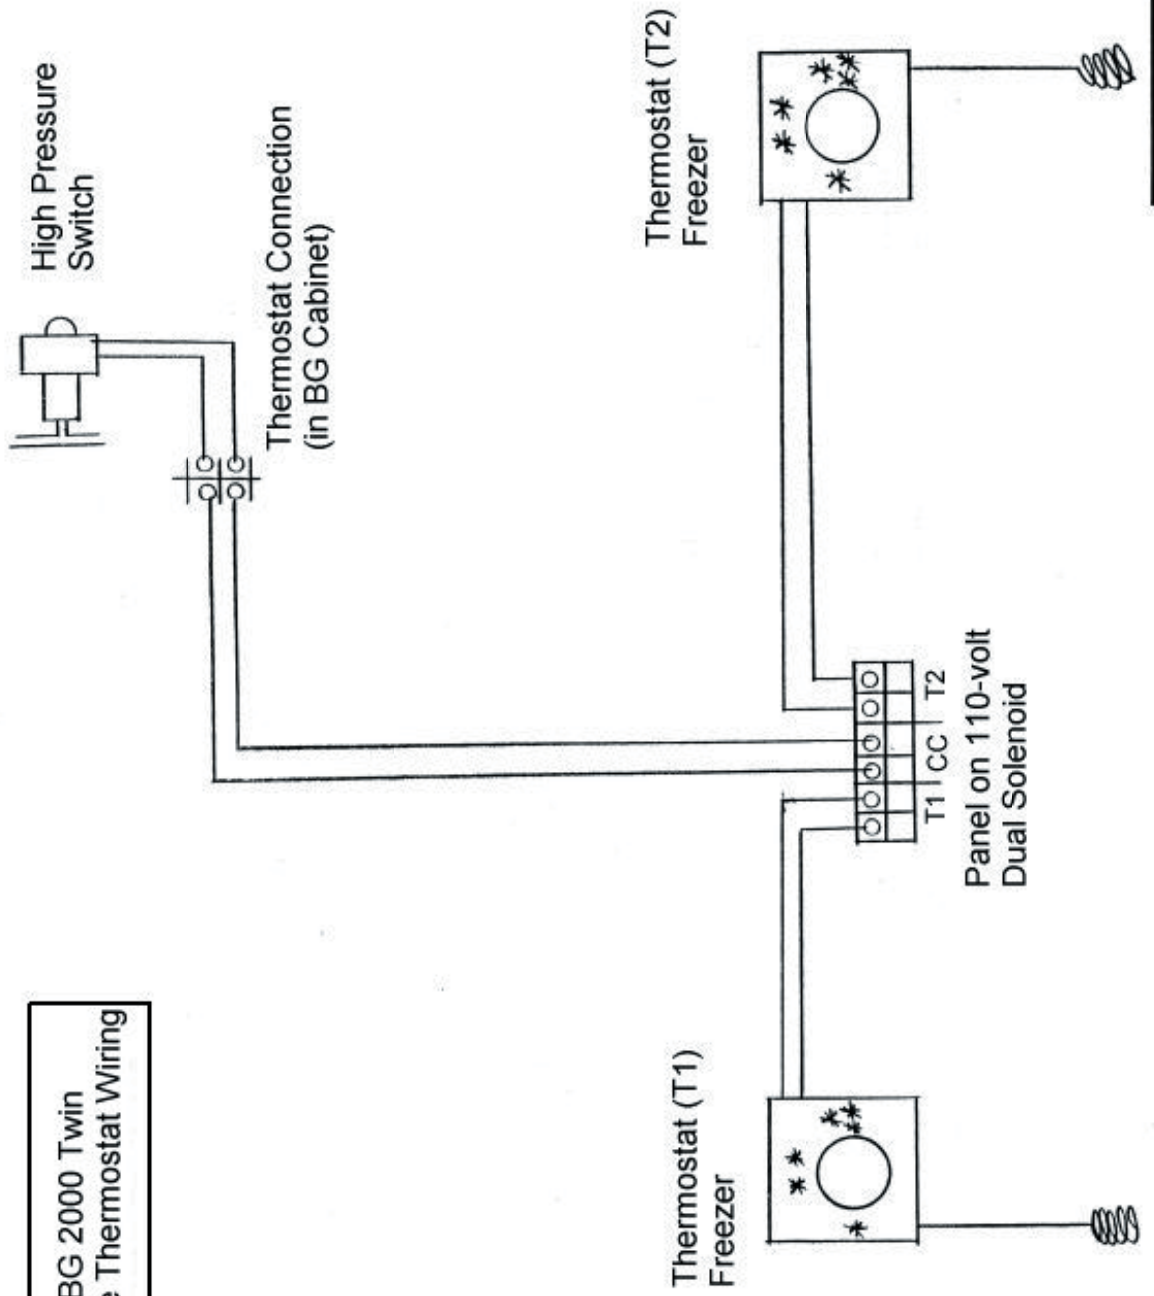 BG 2000 Twin
Thermostat Wiring
High Pressure
Switch
Thermostat Connection
(in BG Cabinet)
Thermostat (T1)
Freezer
Thermostat (T2)
Freezer
T1 CC T2
Panel on 110-volt
Dual Solenoid